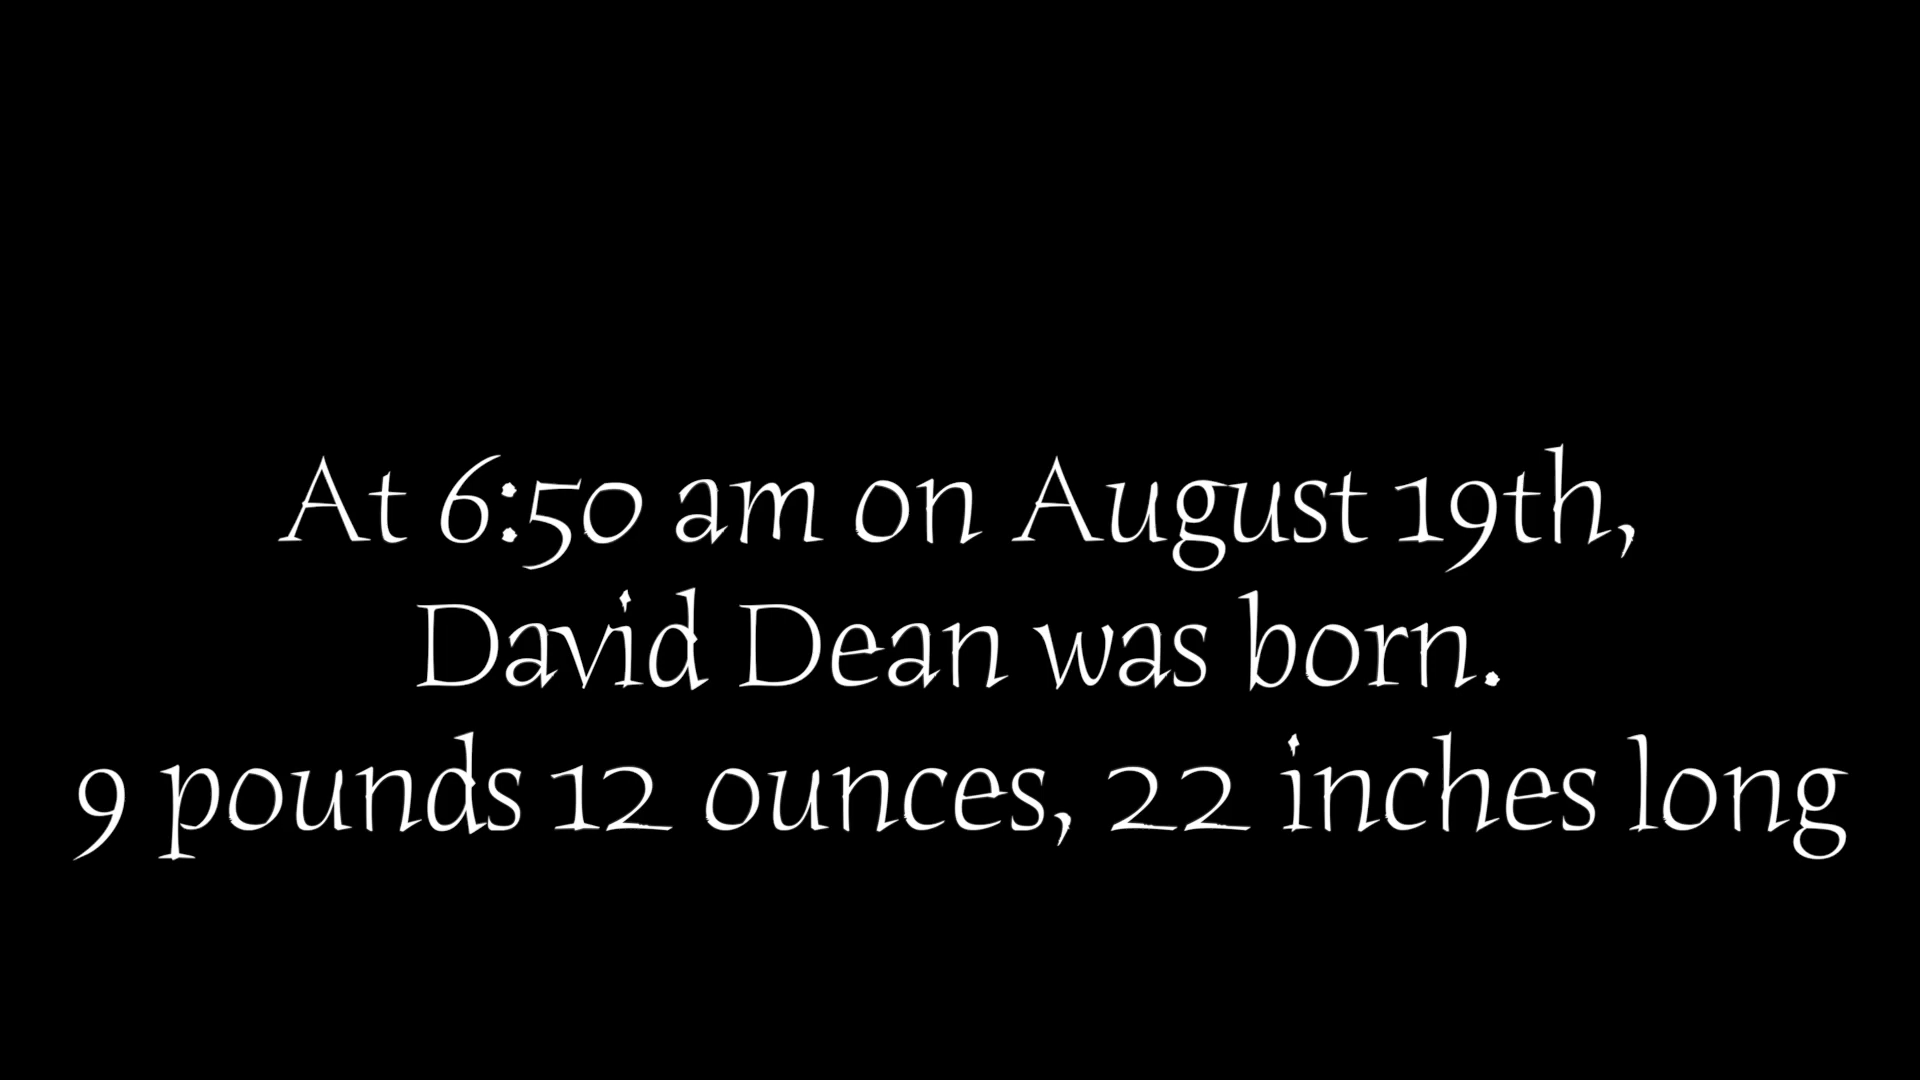 At 6:50 am on August 19th,
David Dean was born.
9 pounds 12 ounces, 22 inches long